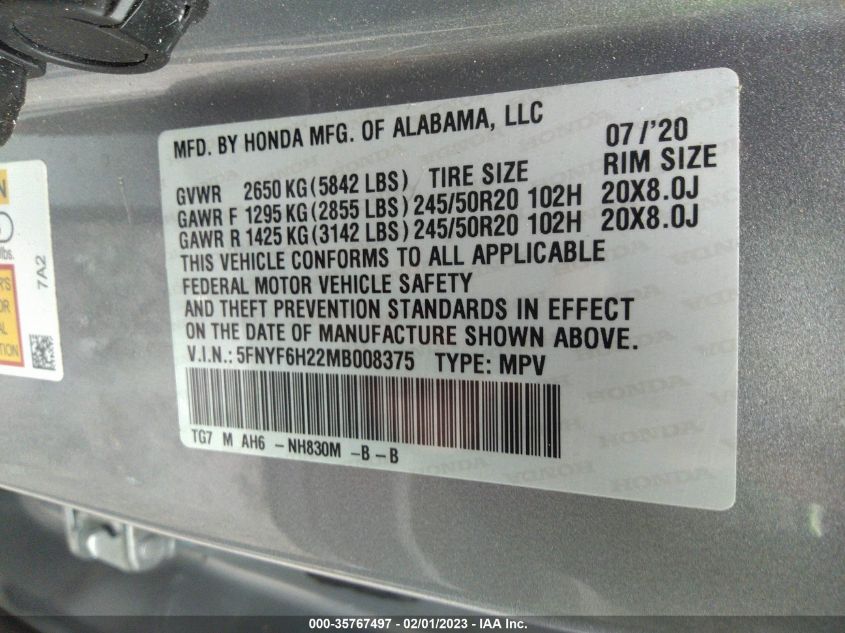 MFD. BY HONDA MFG. OF ALABAMA, LLC 07/'20
GVWR 2650 KG (5842 LBS) TIRE SIZE RIM SIZE
GAWR F 1295 KG (2855 LBS) 245/50R20 102H 20X8.0J
GAWR R 1425 KG (3142 LBS) 245/50R20 102H 20X8.0J
THIS VEHICLE CONFORMS TO ALL APPLICABLE
FEDERAL MOTOR VEHICLE SAFETY
AND THEFT PREVENTION STANDARDS IN EFFECT
ON THE DATE OF MANUFACTURE SHOWN ABOVE.
V.I.N.: 5FNYF6H22MB008375 TYPE: MPV
TG7 M AH6 - NH830M -B - B
7A2
lbs.
000-35767497 - 02/01/2023 - IAA Inc.